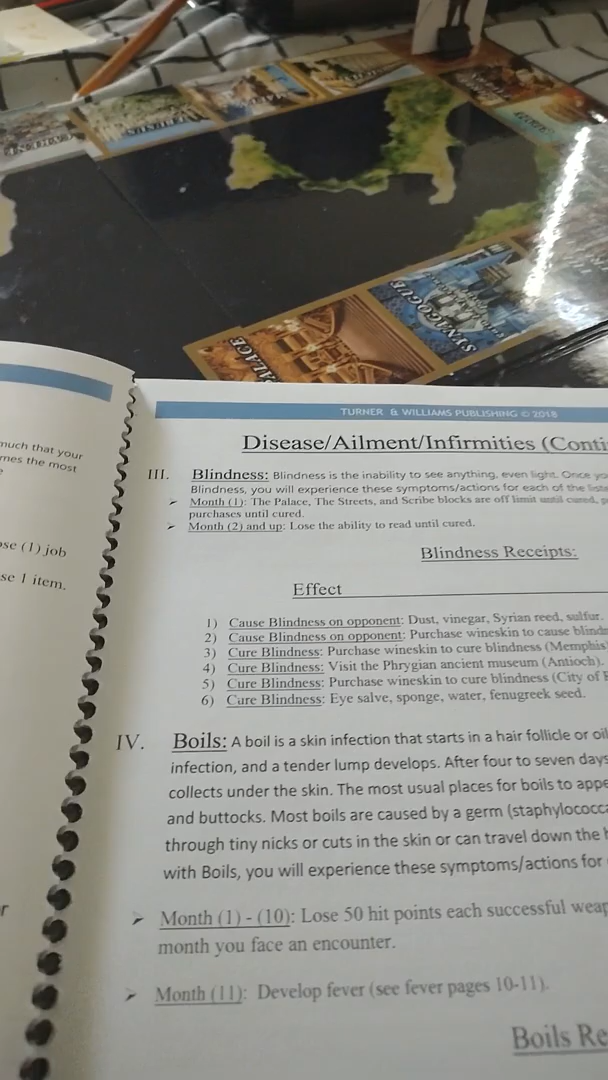 EPHESUS
SYNAGOGUE
PALACE
much that your
mes the most
ose (1) job
se 1 item.
r
TURNER & WILLIAMS PUBLISHING © 2018
Disease/Ailment/Infirmities (Conti
III. Blindness: Blindness is the inability to see anything, even light. Once yo
Blindness, you will experience these symptoms/actions for each of the liste
➤ Month (1): The Palace, The Streets, and Scribe blocks are off limit until cured, p
purchases until cured.
➤ Month (2) and up: Lose the ability to read until cured.
Blindness Receipts:
Effect
1) Cause Blindness on opponent: Dust, vinegar, Syrian reed, sulfur.
2) Cause Blindness on opponent: Purchase wineskin to cause blindn
3) Cure Blindness: Purchase wineskin to cure blindness (Memphis)
4) Cure Blindness: Visit the Phrygian ancient museum (Antioch).
5) Cure Blindness: Purchase wineskin to cure blindness (City of
6) Cure Blindness: Eye salve, sponge, water, fenugreek seed.
IV. Boils: A boil is a skin infection that starts in a hair follicle or oil
infection, and a tender lump develops. After four to seven days
collects under the skin. The most usual places for boils to appe
and buttocks. Most boils are caused by a germ (staphylococca
through tiny nicks or cuts in the skin or can travel down the h
with Boils, you will experience these symptoms/actions for
➤ Month (1) - (10): Lose 50 hit points each successful weap
month you face an encounter.
➤ Month (11): Develop fever (see fever pages 10-11).
Boils Re